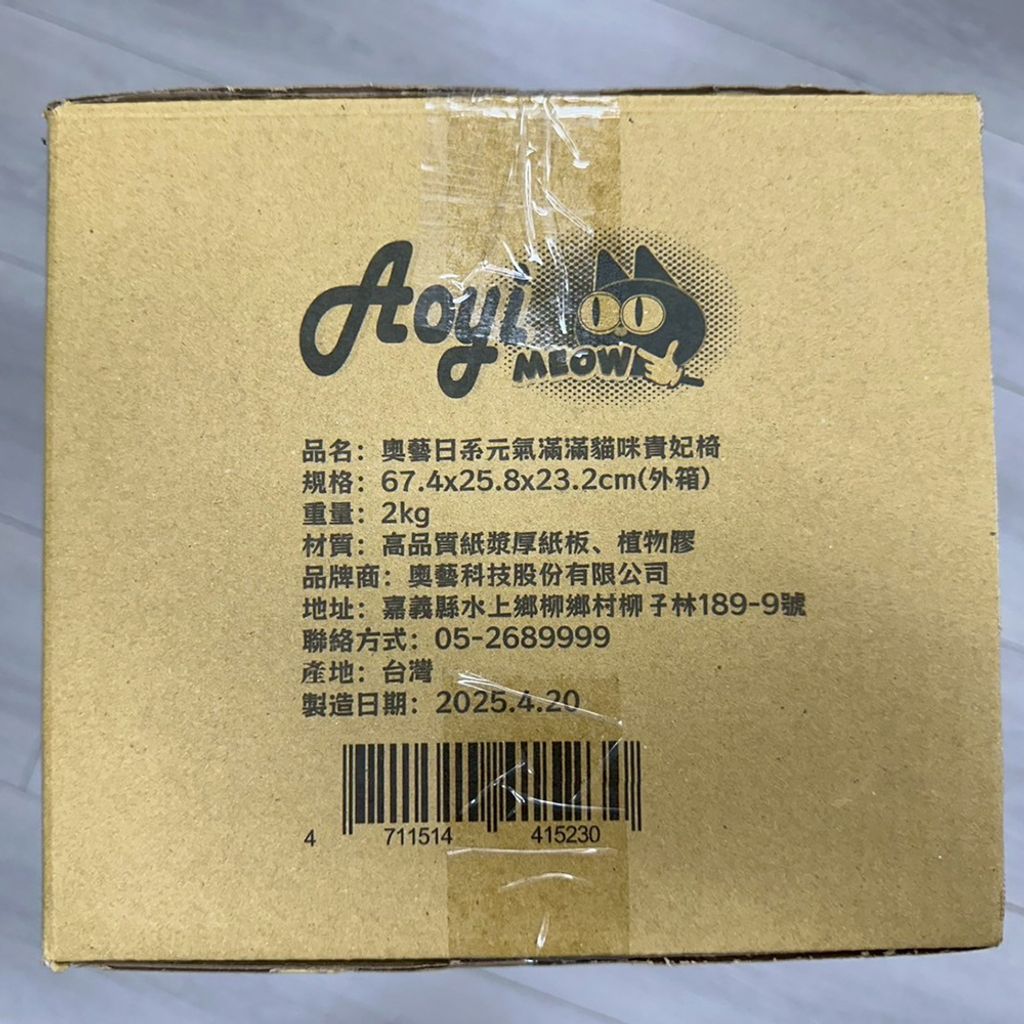 Aoyi
MEOW
品名：奧藝日系元氣滿滿貓咪貴妃椅
規格：67.4x25.8x23.2cm(外箱)
重量：2kg
材質：高品質紙漿厚紙板、植物膠
品牌商：奧藝科技股份有限公司
地址：嘉義縣水上鄉柳鄉村柳子林189-9號
聯絡方式：05-2689999
產地：台灣
製造日期：2025.4.20
4 711514 415230